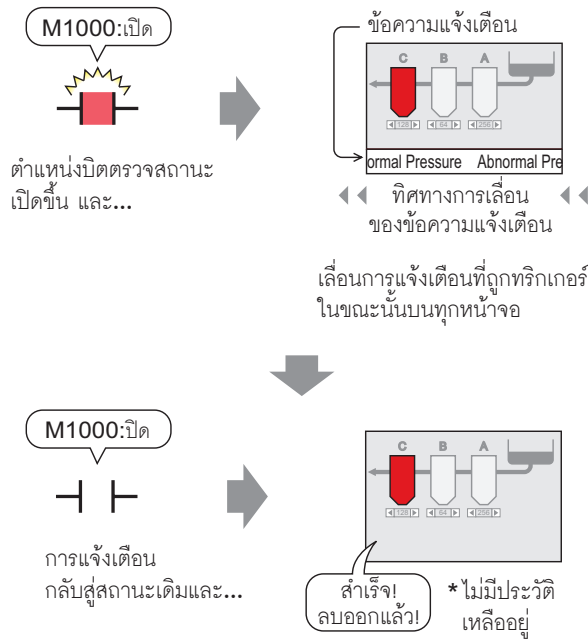 M1000:เปิด
ตำแหน่งบิตตรวจสถานะ
เปิดขึ้น และ...
ข้อความแจ้งเตือน
C B A
128 64 256
ormal Pressure Abnormal Pre
ทิศทางการเลื่อน
ของข้อความแจ้งเตือน
เลื่อนการแจ้งเตือนที่ถูกทริกเกอร์
ในขณะนั้นบนทุกหน้าจอ
M1000:ปิด
การแจ้งเตือน
กลับสู่สถานะเดิมและ...
C B A
128 64 256
สำเร็จ!
ลบออกแล้ว!
*ไม่มีประวัติ
เหลืออยู่